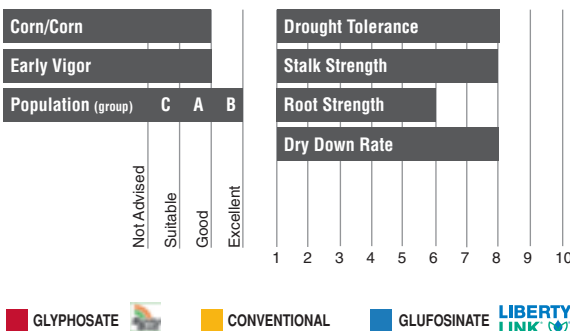 Corn/Corn
Early Vigor
Population (group) C A B
Not Advised
Suitable
Good
Excellent
Drought Tolerance
Stalk Strength
Root Strength
Dry Down Rate
1 2 3 4 5 6 7 8 9 10
GLYPHOSATE
CONVENTIONAL
GLUFOSINATE
LIBERTY
LINK